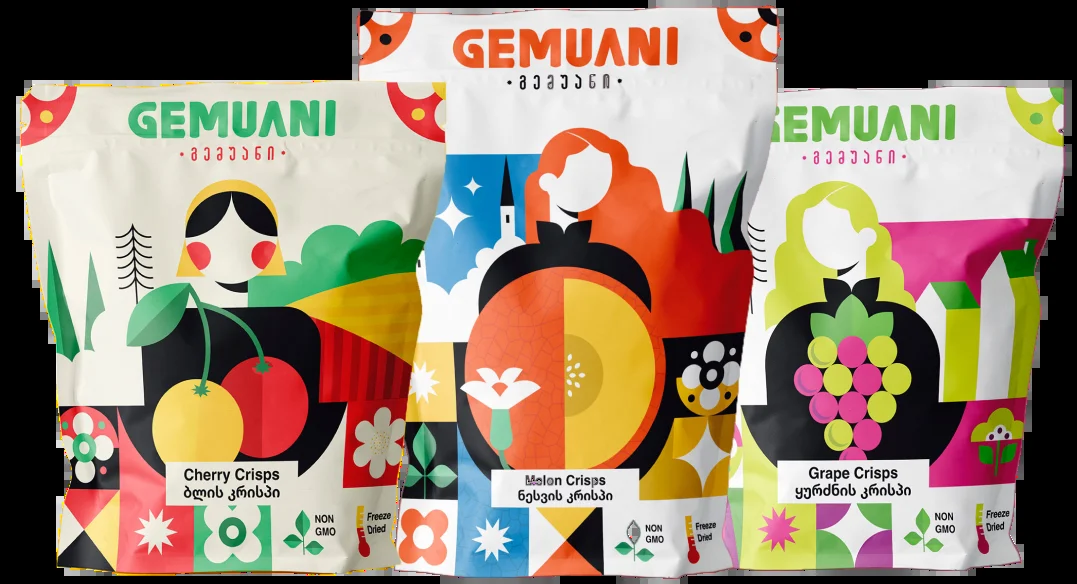 GEMUANI
·გემუანი·
Cherry Crisps
ბლის კრისპი
NON
GMO
Freeze
Dried
GEMUANI
·გემუანი·
Melon Crisps
ნესვის კრისპი
NON
GMO
Freeze
Dried
GEMUANI
·გემუანი·
Grape Crisps
ყურძნის კრისპი
NON
GMO
Freeze
Dried